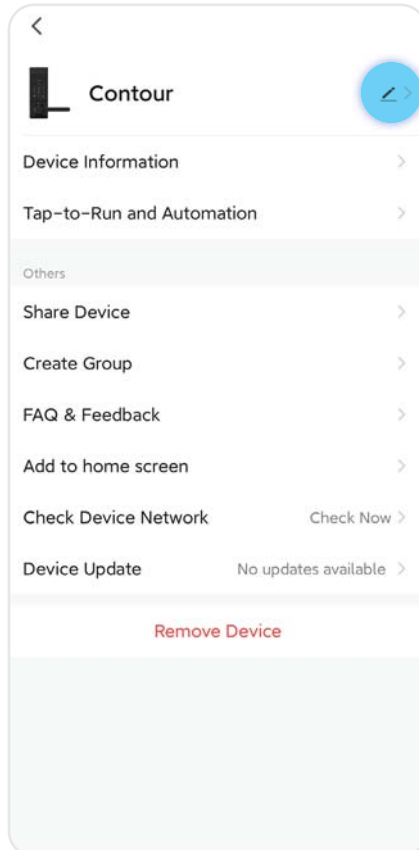 Contour
Device Information
Tap-to-Run and Automation
Others
Share Device
Create Group
FAQ & Feedback
Add to home screen
Check Device Network Check Now
Device Update No updates available
Remove Device